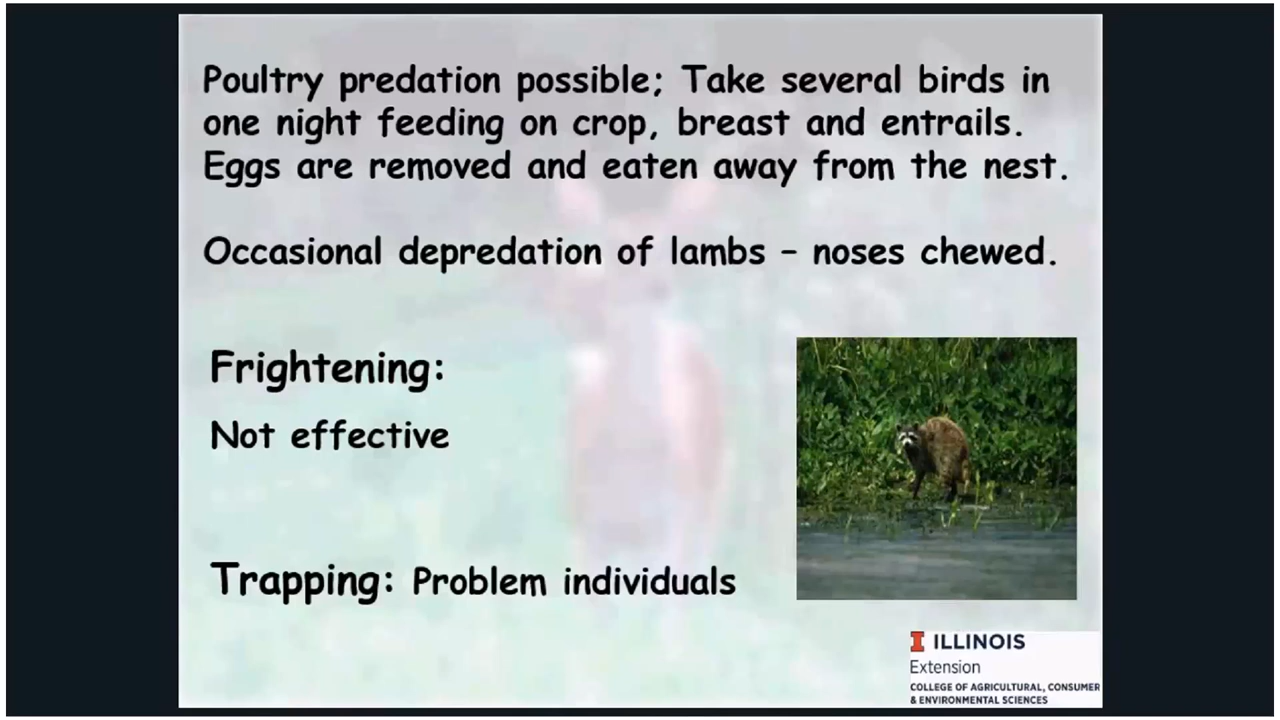 Poultry predation possible; Take several birds in
one night feeding on crop, breast and entrails.
Eggs are removed and eaten away from the nest.
Occasional depredation of lambs – noses chewed.
Frightening:
Not effective
Trapping: Problem individuals
I ILLINOIS
Extension
COLLEGE OF AGRICULTURAL, CONSUMER
& ENVIRONMENTAL SCIENCES